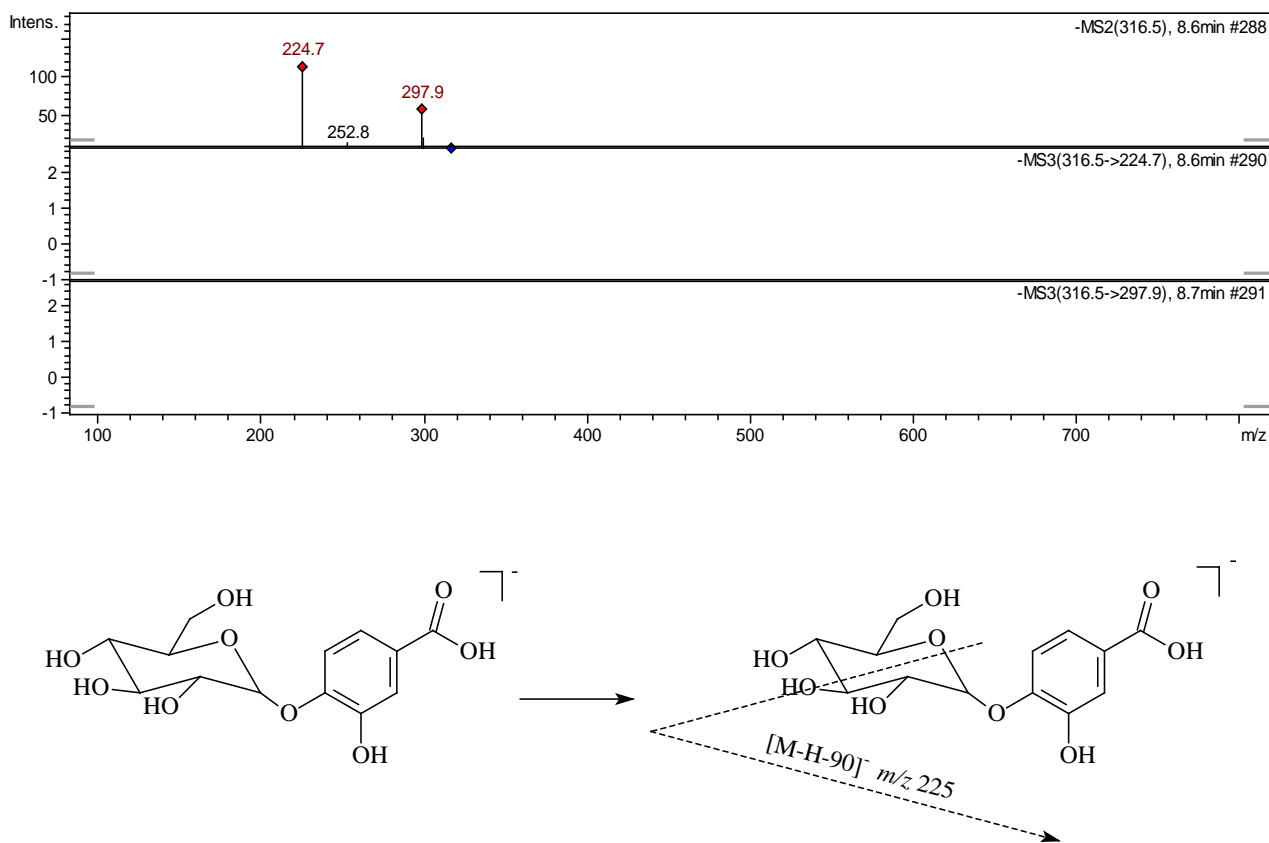 Intens.
-MS2(316.5), 8.6min #288
224.7
100
297.9
50
252.8
-MS3(316.5->224.7), 8.6min #290
2
1
0
-1
-MS3(316.5->297.9), 8.7min #291
2
1
0
-1
100 200 300 400 500 600 700 m/z
O
-
OH
O
HO
OH
HO
HO
O
OH
O
-
OH
O
HO
OH
HO
HO
O
OH
[M-H-90]- m/z 225